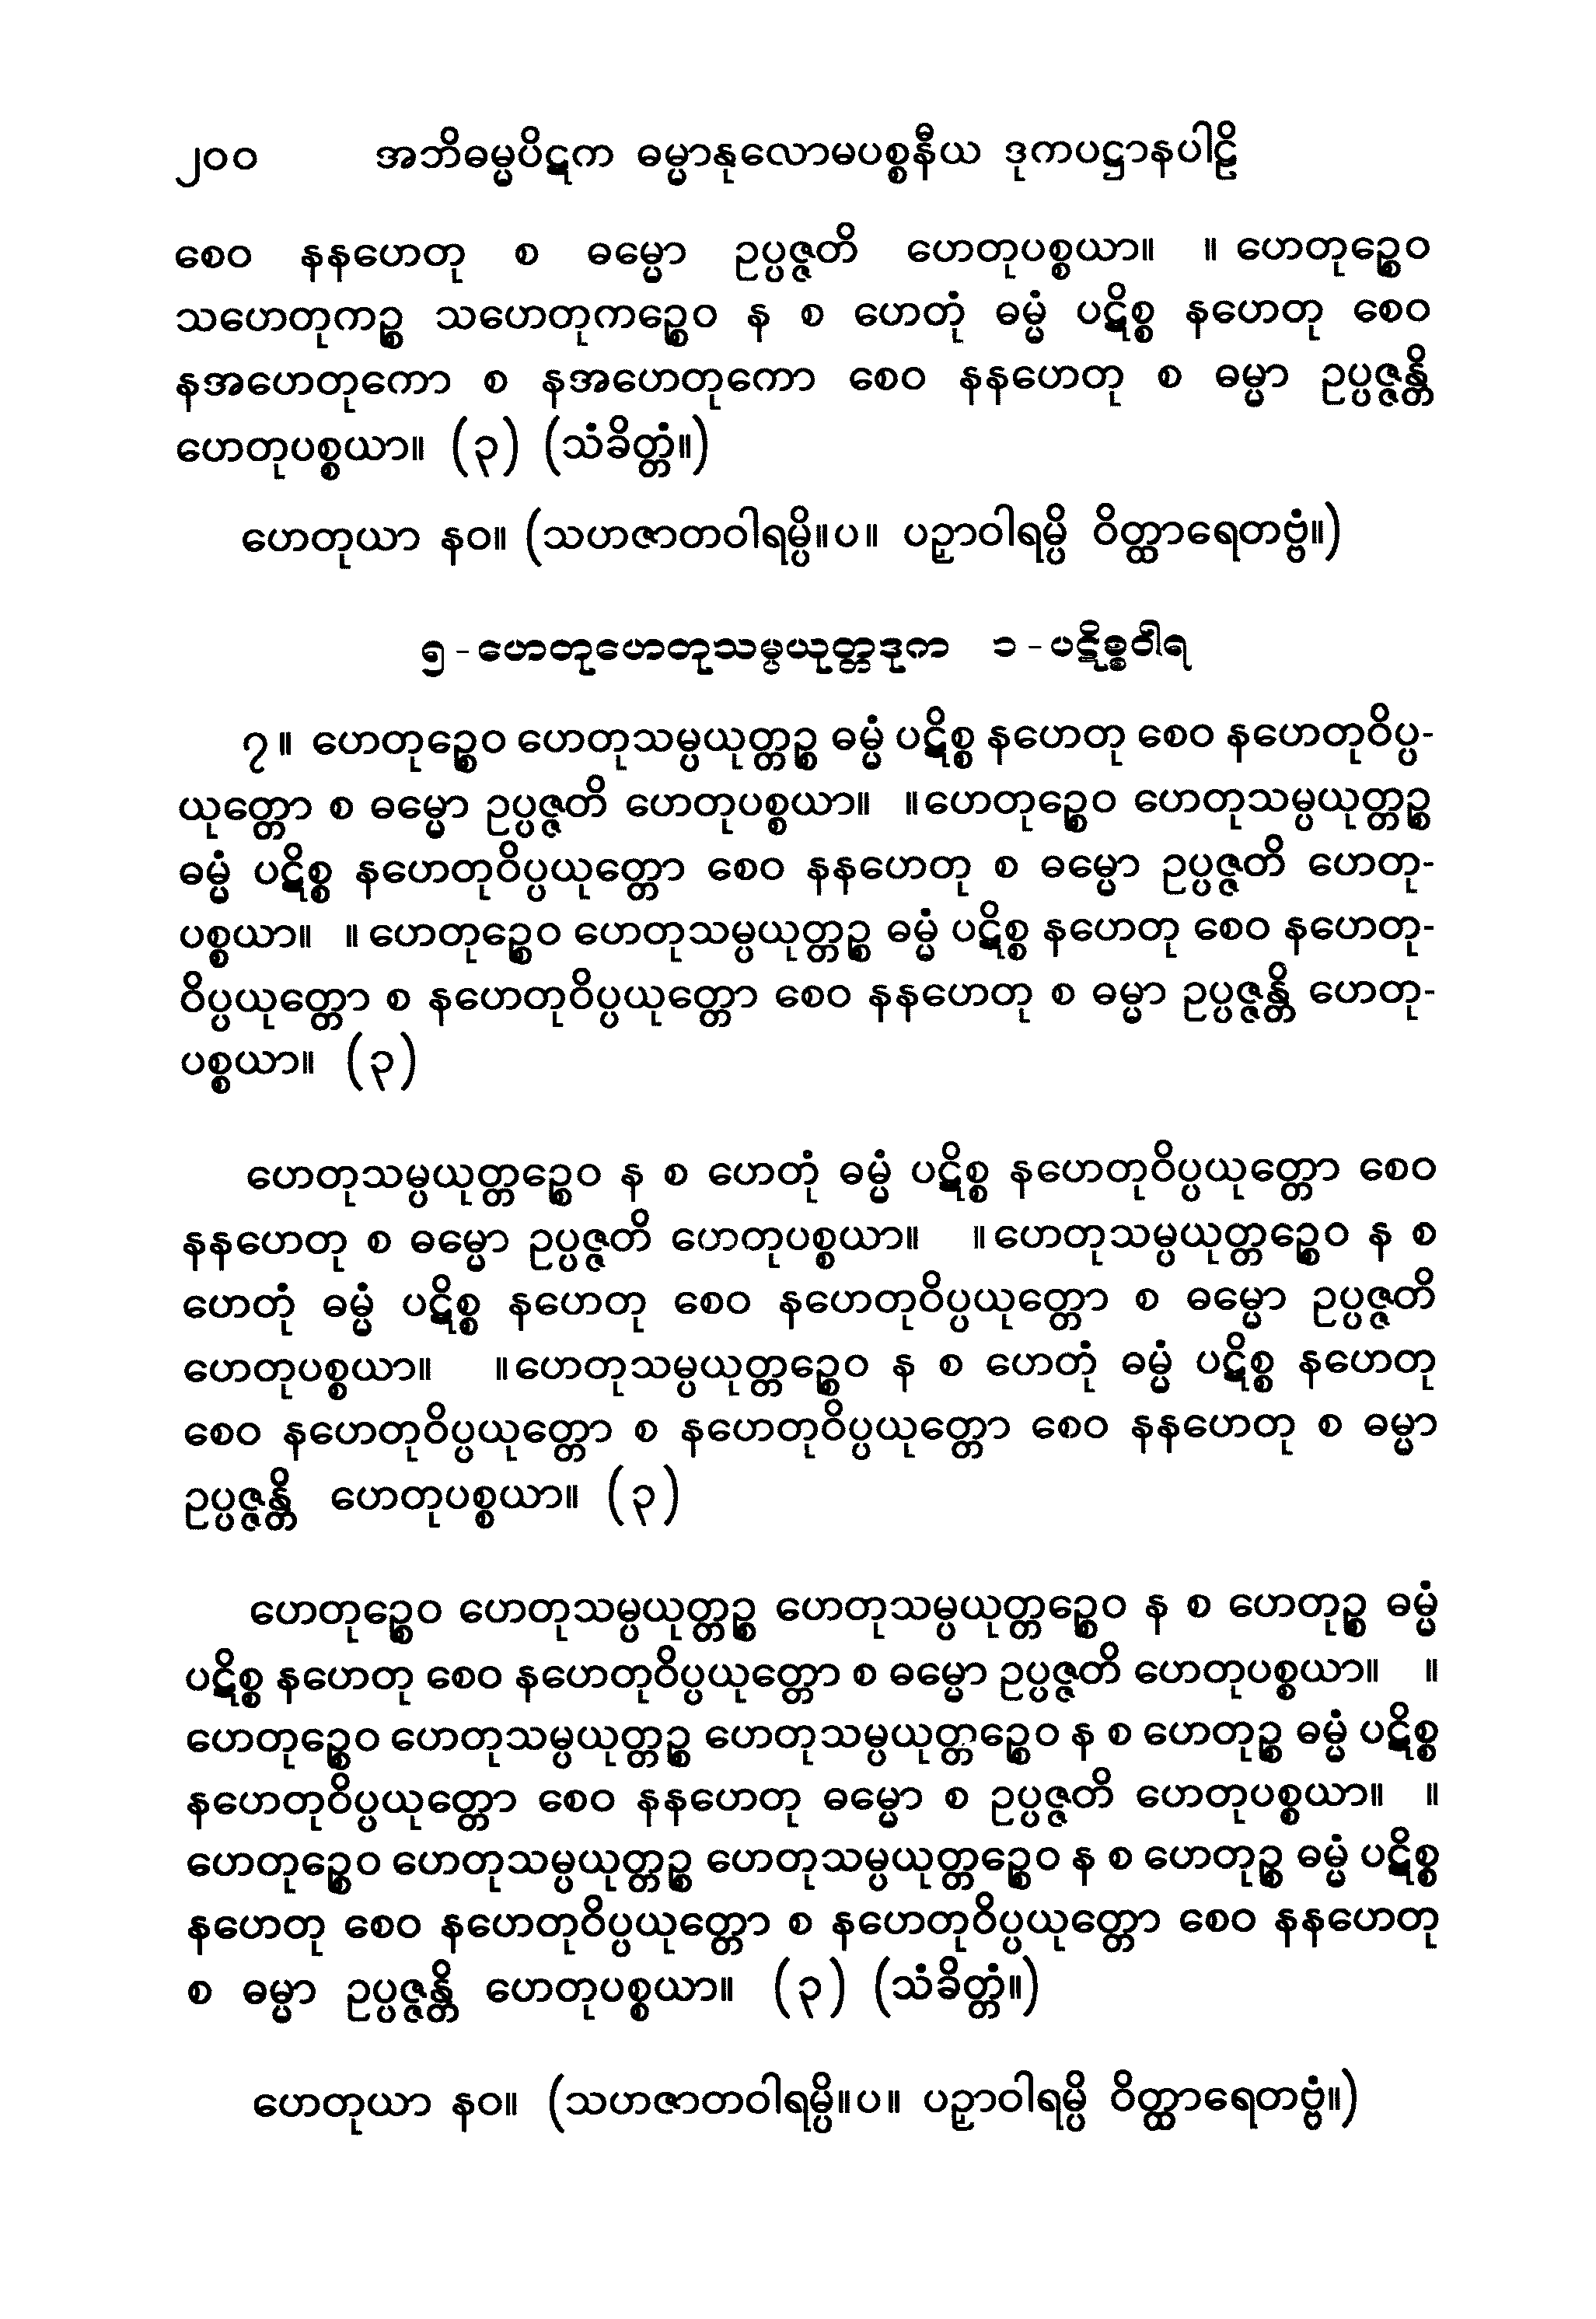 ၂၀၀ အဘိဓမ္မပိဋက ဓမ္မာနုလောမပစ္စနီယ ဒုကပဋ္ဌာနပါဠိ
စေဝ နနဟေတု စ ဓမ္မော ဥပ္ပဇ္ဇတိ ဟေတုပစ္စယာ။ ။ ဟေတုဉ္စေဝ
သဟေတုကဉ္စ သဟေတုကဉ္စေဝ န စ ဟေတုံ ဓမ္မံ ပဋိစ္စ နဟေတု စေဝ
နအဟေတုကော စ နအဟေတုကော စေဝ နနဟေတု စ ဓမ္မာ ဥပ္ပဇ္ဇန္တိ
ဟေတုပစ္စယာ။ (၃) (သံခိတ္တံ။)
ဟေတုယာ နဝ။ (သဟဇာတဝါရမ္ပိ။ပ။ ပဉှာဝါရမ္ပိ ဝိတ္ထာရေတဗ္ဗံ။)
၅ - ဟေတုဟေတုသမ္ပယုတ္တဒုက ၁ - ပဋိစ္စဝါရ
၇။ ဟေတုဉ္စေဝ ဟေတုသမ္ပယုတ္တဉ္စ ဓမ္မံ ပဋိစ္စ နဟေတု စေဝ နဟေတုဝိပ္ပ-
ယုတ္တော စ ဓမ္မော ဥပ္ပဇ္ဇတိ ဟေတုပစ္စယာ။ ။ဟေတုဉ္စေဝ ဟေတုသမ္ပယုတ္တဉ္စ
ဓမ္မံ ပဋိစ္စ နဟေတုဝိပ္ပယုတ္တော စေဝ နနဟေတု စ ဓမ္မော ဥပ္ပဇ္ဇတိ ဟေတု-
ပစ္စယာ။ ။ဟေတုဉ္စေဝ ဟေတုသမ္ပယုတ္တဉ္စ ဓမ္မံ ပဋိစ္စ နဟေတု စေဝ နဟေတု-
ဝိပ္ပယုတ္တော စ နဟေတုဝိပ္ပယုတ္တော စေဝ နနဟေတု စ ဓမ္မာ ဥပ္ပဇ္ဇန္တိ ဟေတု-
ပစ္စယာ။ (၃)
ဟေတုသမ္ပယုတ္တဉ္စေဝ န စ ဟေတုံ ဓမ္မံ ပဋိစ္စ နဟေတုဝိပ္ပယုတ္တော စေဝ
နနဟေတု စ ဓမ္မော ဥပ္ပဇ္ဇတိ ဟေတုပစ္စယာ။ ။ဟေတုသမ္ပယုတ္တဉ္စေဝ န စ
ဟေတုံ ဓမ္မံ ပဋိစ္စ နဟေတု စေဝ နဟေတုဝိပ္ပယုတ္တော စ ဓမ္မော ဥပ္ပဇ္ဇတိ
ဟေတုပစ္စယာ။ ။ဟေတုသမ္ပယုတ္တဉ္စေဝ န စ ဟေတုံ ဓမ္မံ ပဋိစ္စ နဟေတု
စေဝ နဟေတုဝိပ္ပယုတ္တော စ နဟေတုဝိပ္ပယုတ္တော စေဝ နနဟေတု စ ဓမ္မာ
ဥပ္ပဇ္ဇန္တိ ဟေတုပစ္စယာ။ (၃)
ဟေတုဉ္စေဝ ဟေတုသမ္ပယုတ္တဉ္စ ဟေတုသမ္ပယုတ္တဉ္စေဝ န စ ဟေတုဉ္စ ဓမ္မံ
ပဋိစ္စ နဟေတု စေဝ နဟေတုဝိပ္ပယုတ္တော စ ဓမ္မော ဥပ္ပဇ္ဇတိ ဟေတုပစ္စယာ။ ။
ဟေတုဉ္စေဝ ဟေတုသမ္ပယုတ္တဉ္စ ဟေတုသမ္ပယုတ္တဉ္စေဝ န စ ဟေတုဉ္စ ဓမ္မံ ပဋိစ္စ
နဟေတုဝိပ္ပယုတ္တော စေဝ နနဟေတု ဓမ္မော စ ဥပ္ပဇ္ဇတိ ဟေတုပစ္စယာ။ ။
ဟေတုဉ္စေဝ ဟေတုသမ္ပယုတ္တဉ္စ ဟေတုသမ္ပယုတ္တဉ္စေဝ န စ ဟေတုဉ္စ ဓမ္မံ ပဋိစ္စ
နဟေတု စေဝ နဟေတုဝိပ္ပယုတ္တော စ နဟေတုဝိပ္ပယုတ္တော စေဝ နနဟေတု
စ ဓမ္မာ ဥပ္ပဇ္ဇန္တိ ဟေတုပစ္စယာ။ (၃) (သံခိတ္တံ။)
ဟေတုယာ နဝ။ (သဟဇာတဝါရမ္ပိ။ပ။ ပဉှာဝါရမ္ပိ ဝိတ္ထာရေတဗ္ဗံ။)